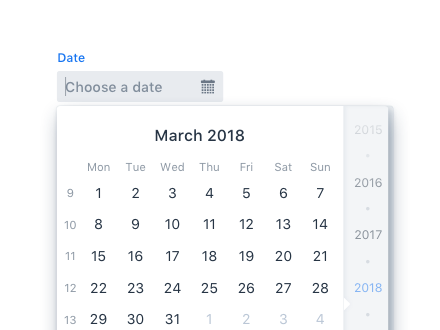 Date
Choose a date
March 2018
Mon Tue Wed Thu Fri Sat Sun
9 1 2 3 4 5 6 7
10 8 9 10 11 12 13 14
11 15 16 17 18 19 20 21
12 22 23 24 25 26 27 28
13 29 30 31 1 2 3 4
2015
2016
2017
2018